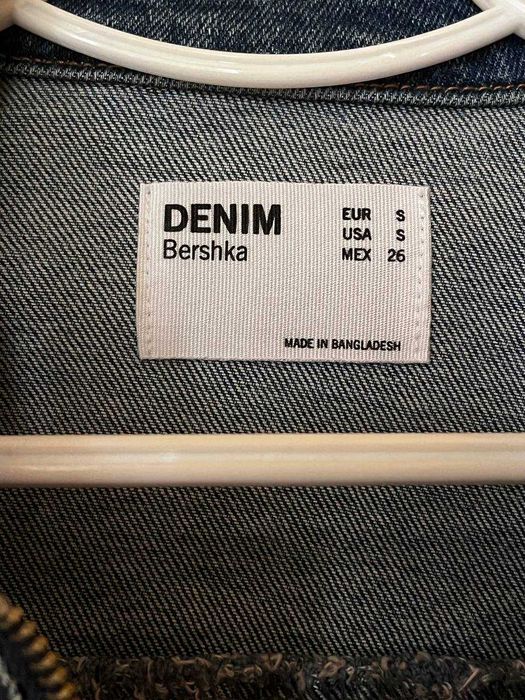 DENIM
Bershka
EUR S
USA S
MEX 26
MADE IN BANGLADESH